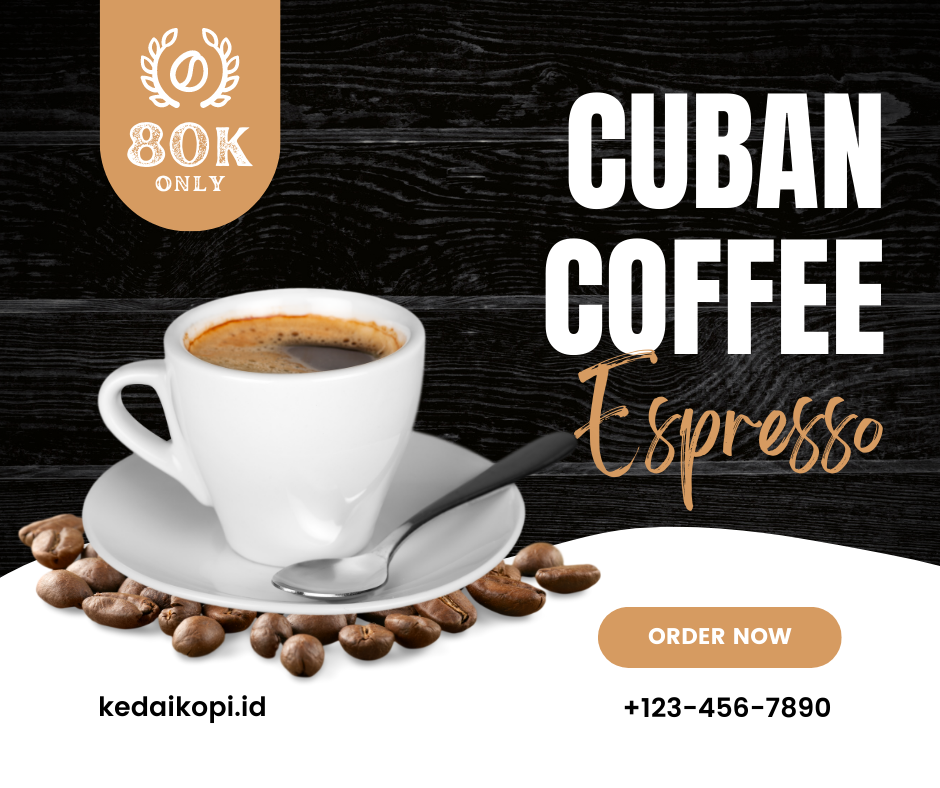 80K
ONLY
CUBAN
COFFEE
Espresso
ORDER NOW
kedaikopi.id
+123-456-7890